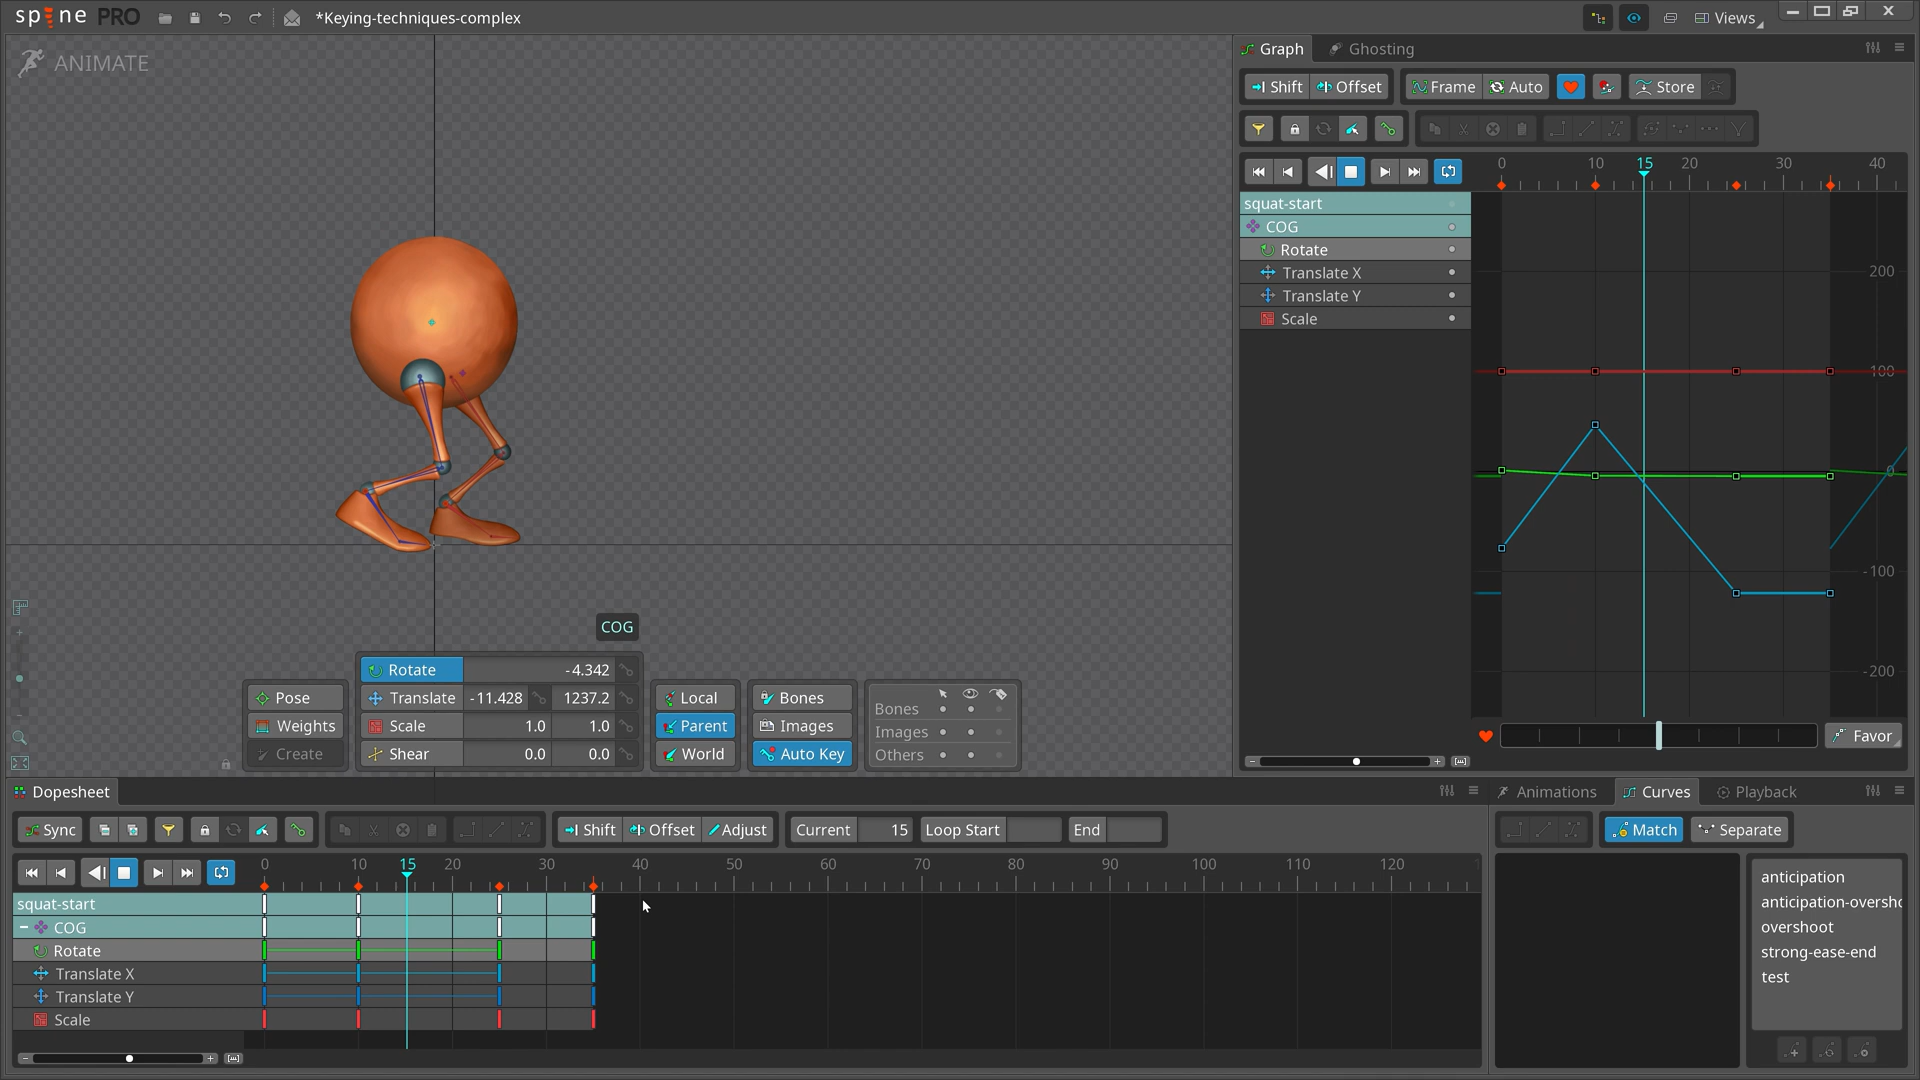 spine PRO
*Keying-techniques-complex
Views
ANIMATE
Graph
Ghosting
Shift
Offset
Frame
Auto
Store
0 10 15 20 30 40
squat-start
COG
Rotate
Translate X
Translate Y
Scale
200
100
0
-100
-200
Favor
COG
Pose
Weights
Create
Rotate -4.342
Translate -11.428 1237.2
Scale 1.0 1.0
Shear 0.0 0.0
Local
Parent
World
Bones
Images
Auto Key
Bones
Images
Others
Dopesheet
Sync
Shift
Offset
Adjust
Current 15
Loop Start
End
0 10 15 20 30 40 50 60 70 80 90 100 110 120
squat-start
COG
Rotate
Translate X
Translate Y
Scale
Animations
Curves
Playback
Match
Separate
anticipation
anticipation-oversho
overshoot
strong-ease-end
test